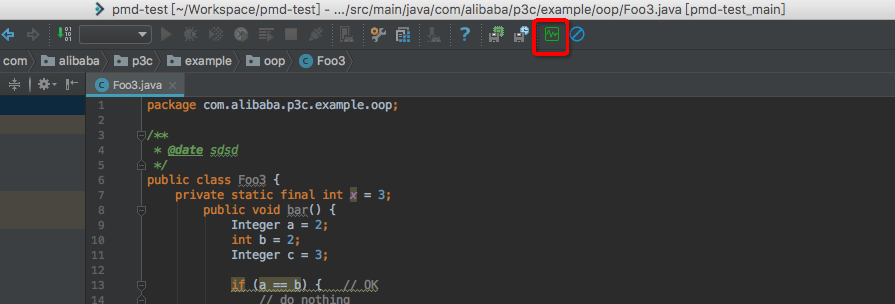 pmd-test [~/Workspace/pmd-test] - .../src/main/java/com/alibaba/p3c/example/oop/Foo3.java [pmd-test_main]
com alibaba p3c example oop Foo3
Foo3.java
1 package com.alibaba.p3c.example.oop;
2
3 /**
4 * @date sdsd
5 */
6 public class Foo3 {
7 private static final int x = 3;
8 public void bar() {
9 Integer a = 2;
10 int b = 2;
11 Integer c = 3;
12
13 if (a == b) { // OK
14 // do nothing